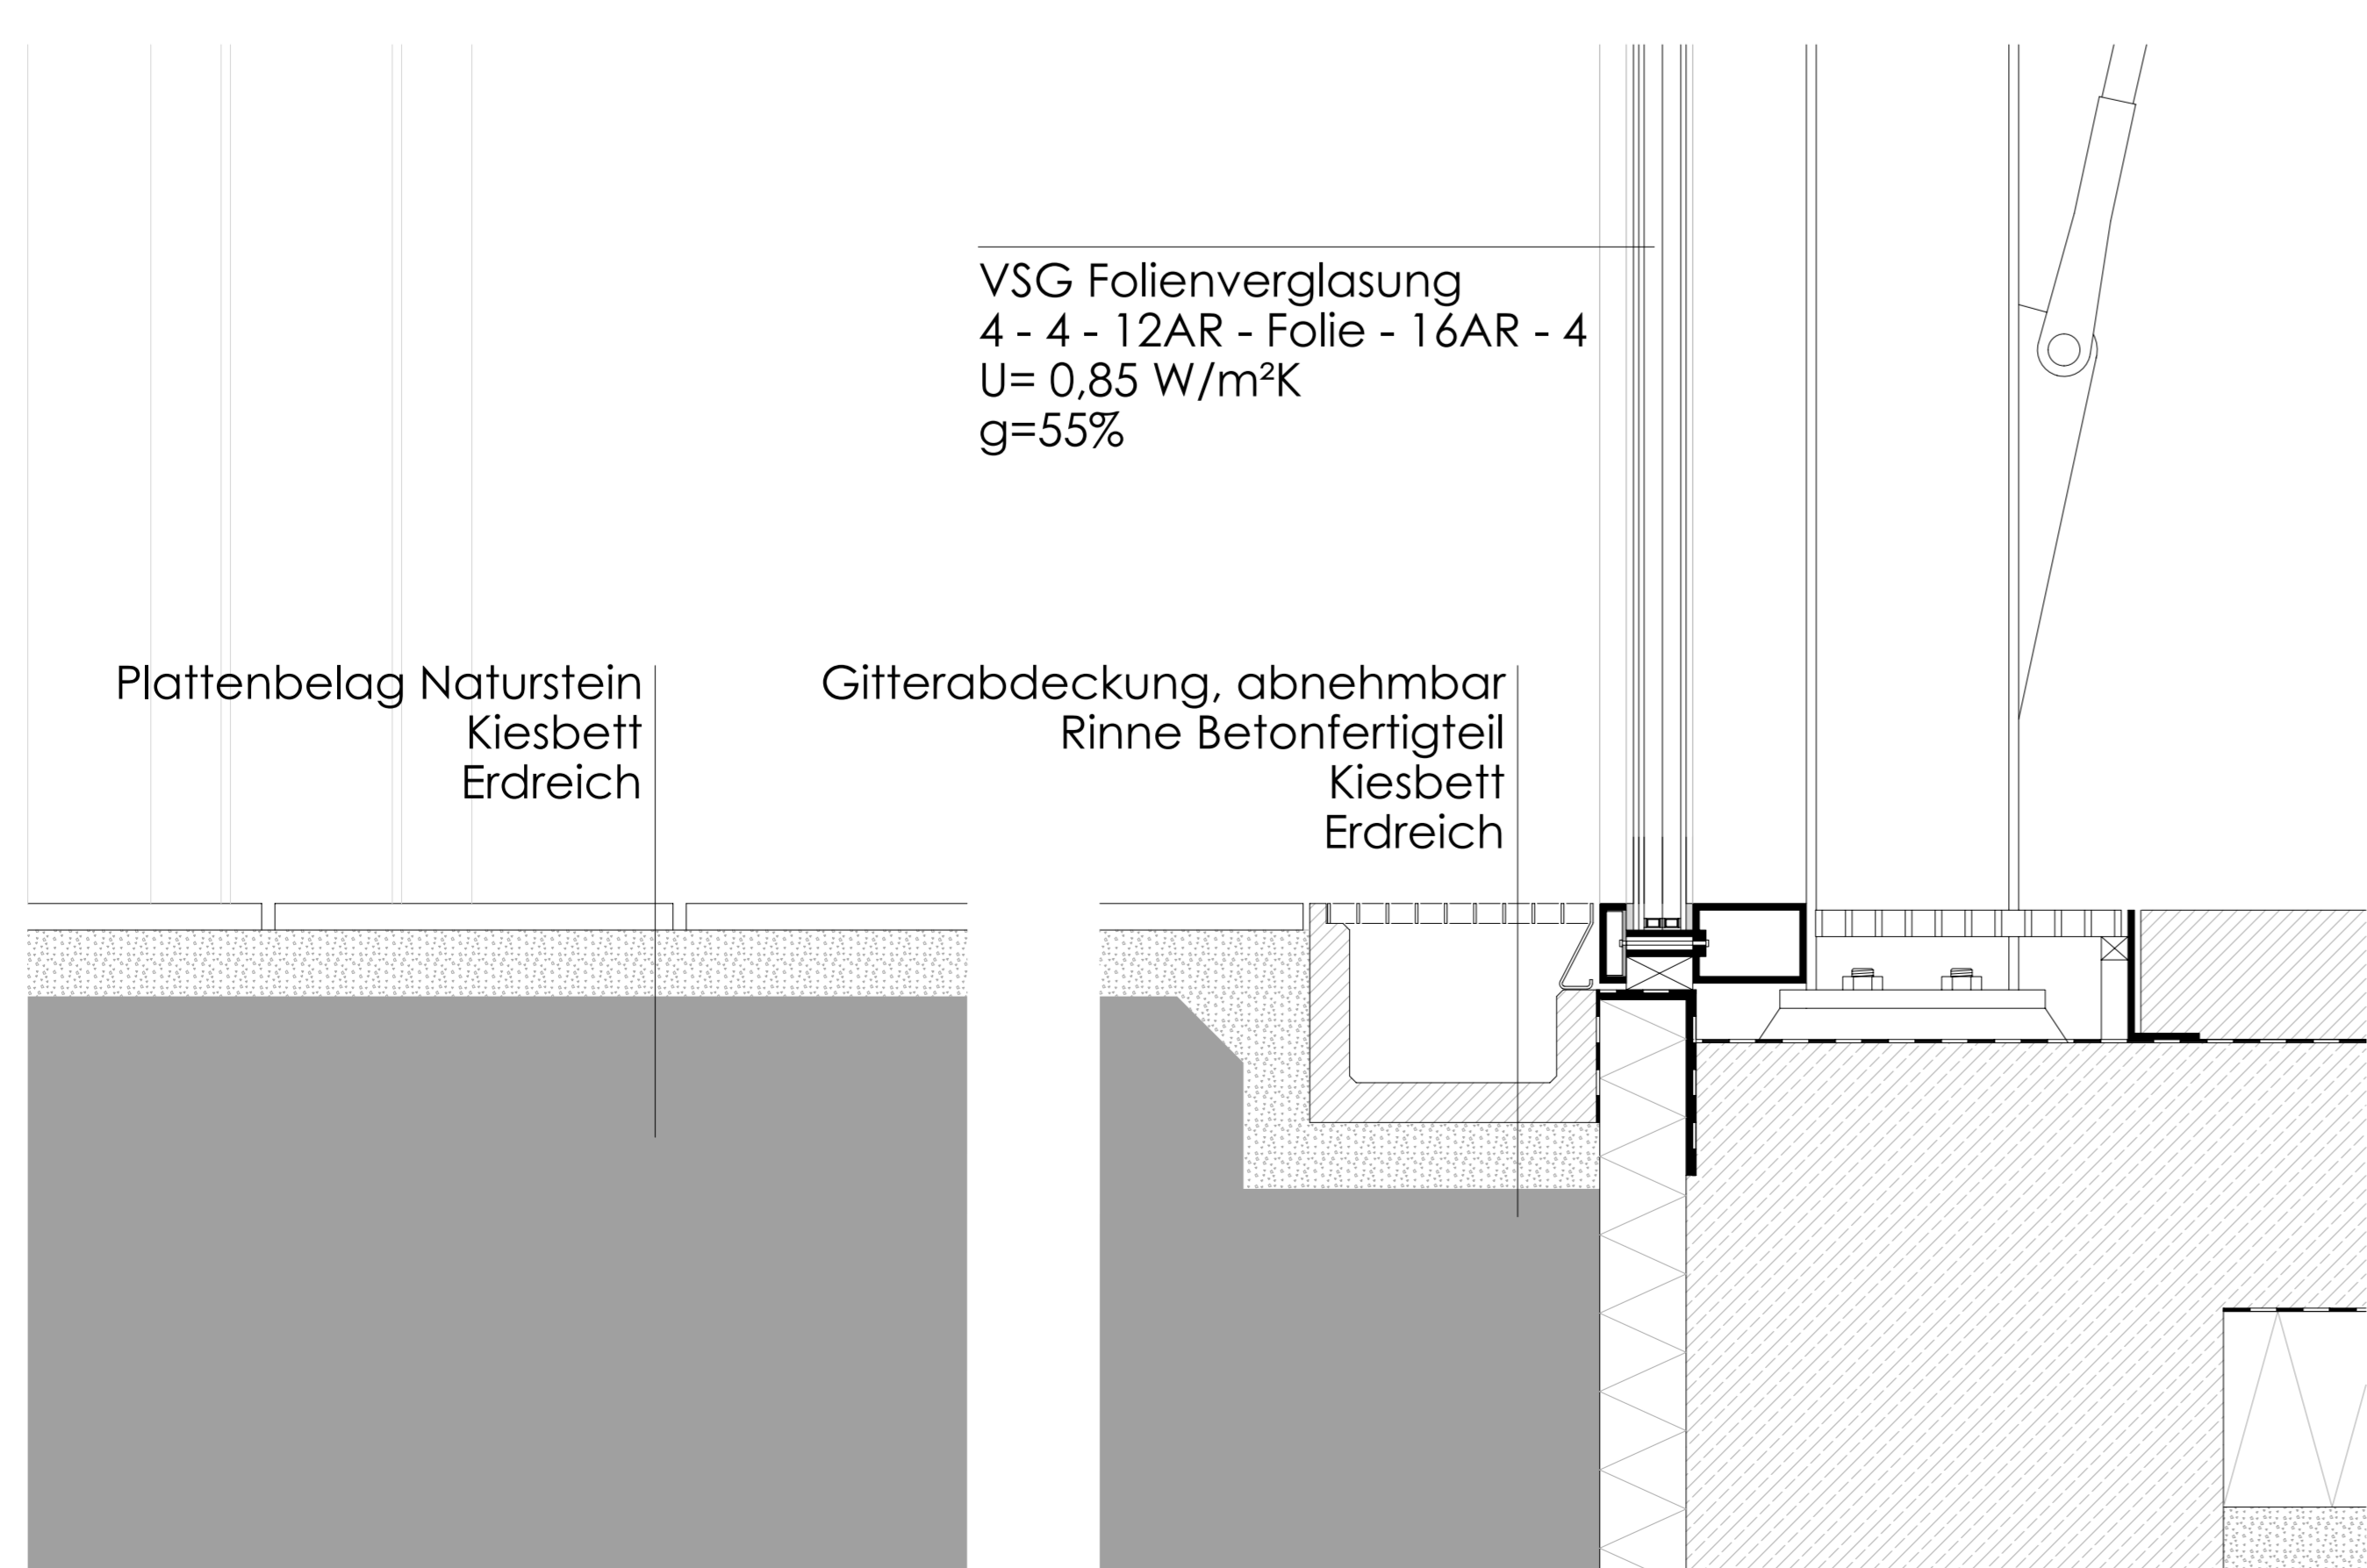 VSG Folienverglasung
4 - 4 - 12AR - Folie - 16AR - 4
U= 0,85 W/m²K
g=55%
Plattenbelag Naturstein
Kiesbett
Erdreich
Gitterabdeckung, abnehmbar
Rinne Betonfertigteil
Kiesbett
Erdreich